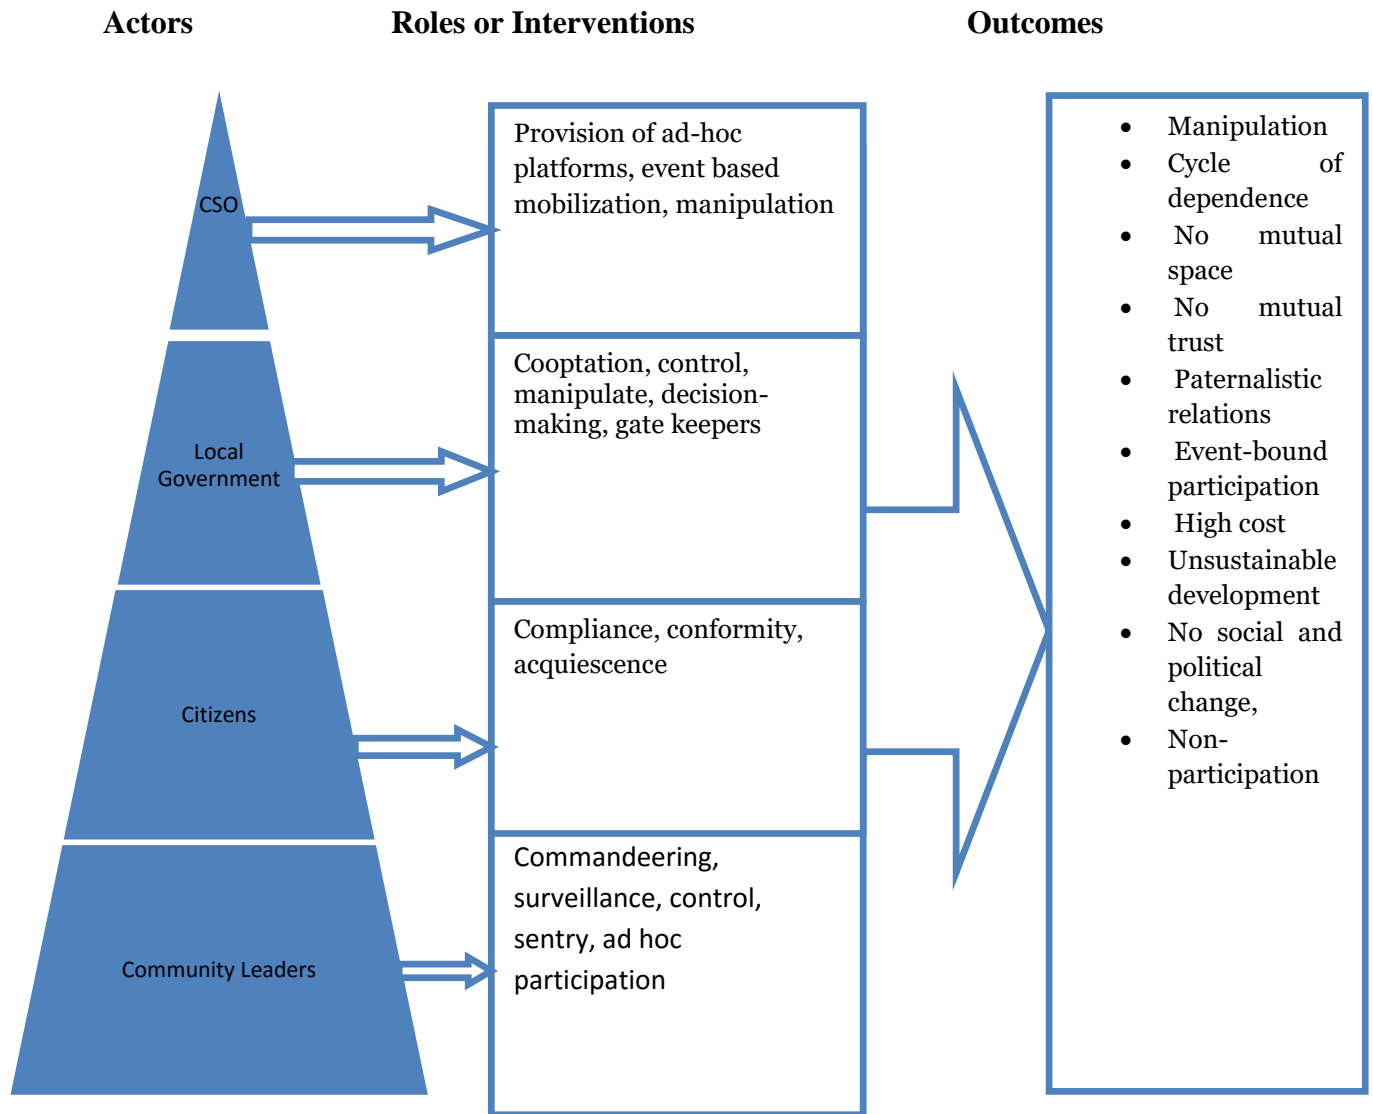 Actors
Roles or Interventions
Outcomes
CSO
Local
Government
Citizens
Community Leaders
Provision of ad-hoc
platforms, event based
mobilization, manipulation
Cooptation, control,
manipulate, decision-
making, gate keepers
Compliance, conformity,
acquiescence
Commandeering,
surveillance, control,
sentry, ad hoc
participation
• Manipulation
• Cycle of
dependence
• No mutual
space
• No mutual
trust
• Paternalistic
relations
• Event-bound
participation
• High cost
• Unsustainable
development
• No social and
political
change,
• Non-
participation